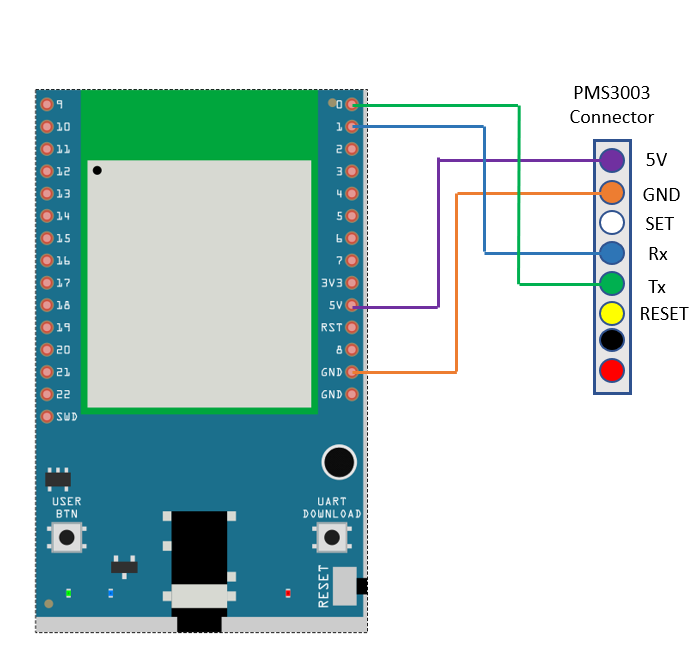 PMS3003
Connector
9
10
11
12
13
14
15
16
17
18
19
20
21
22
SWD
0
1
2
3
4
5
6
7
3V3
5V
RST
8
GND
GND
5V
GND
SET
Rx
Tx
RESET
USER
BTN
UART
DOWNLOAD
RESET